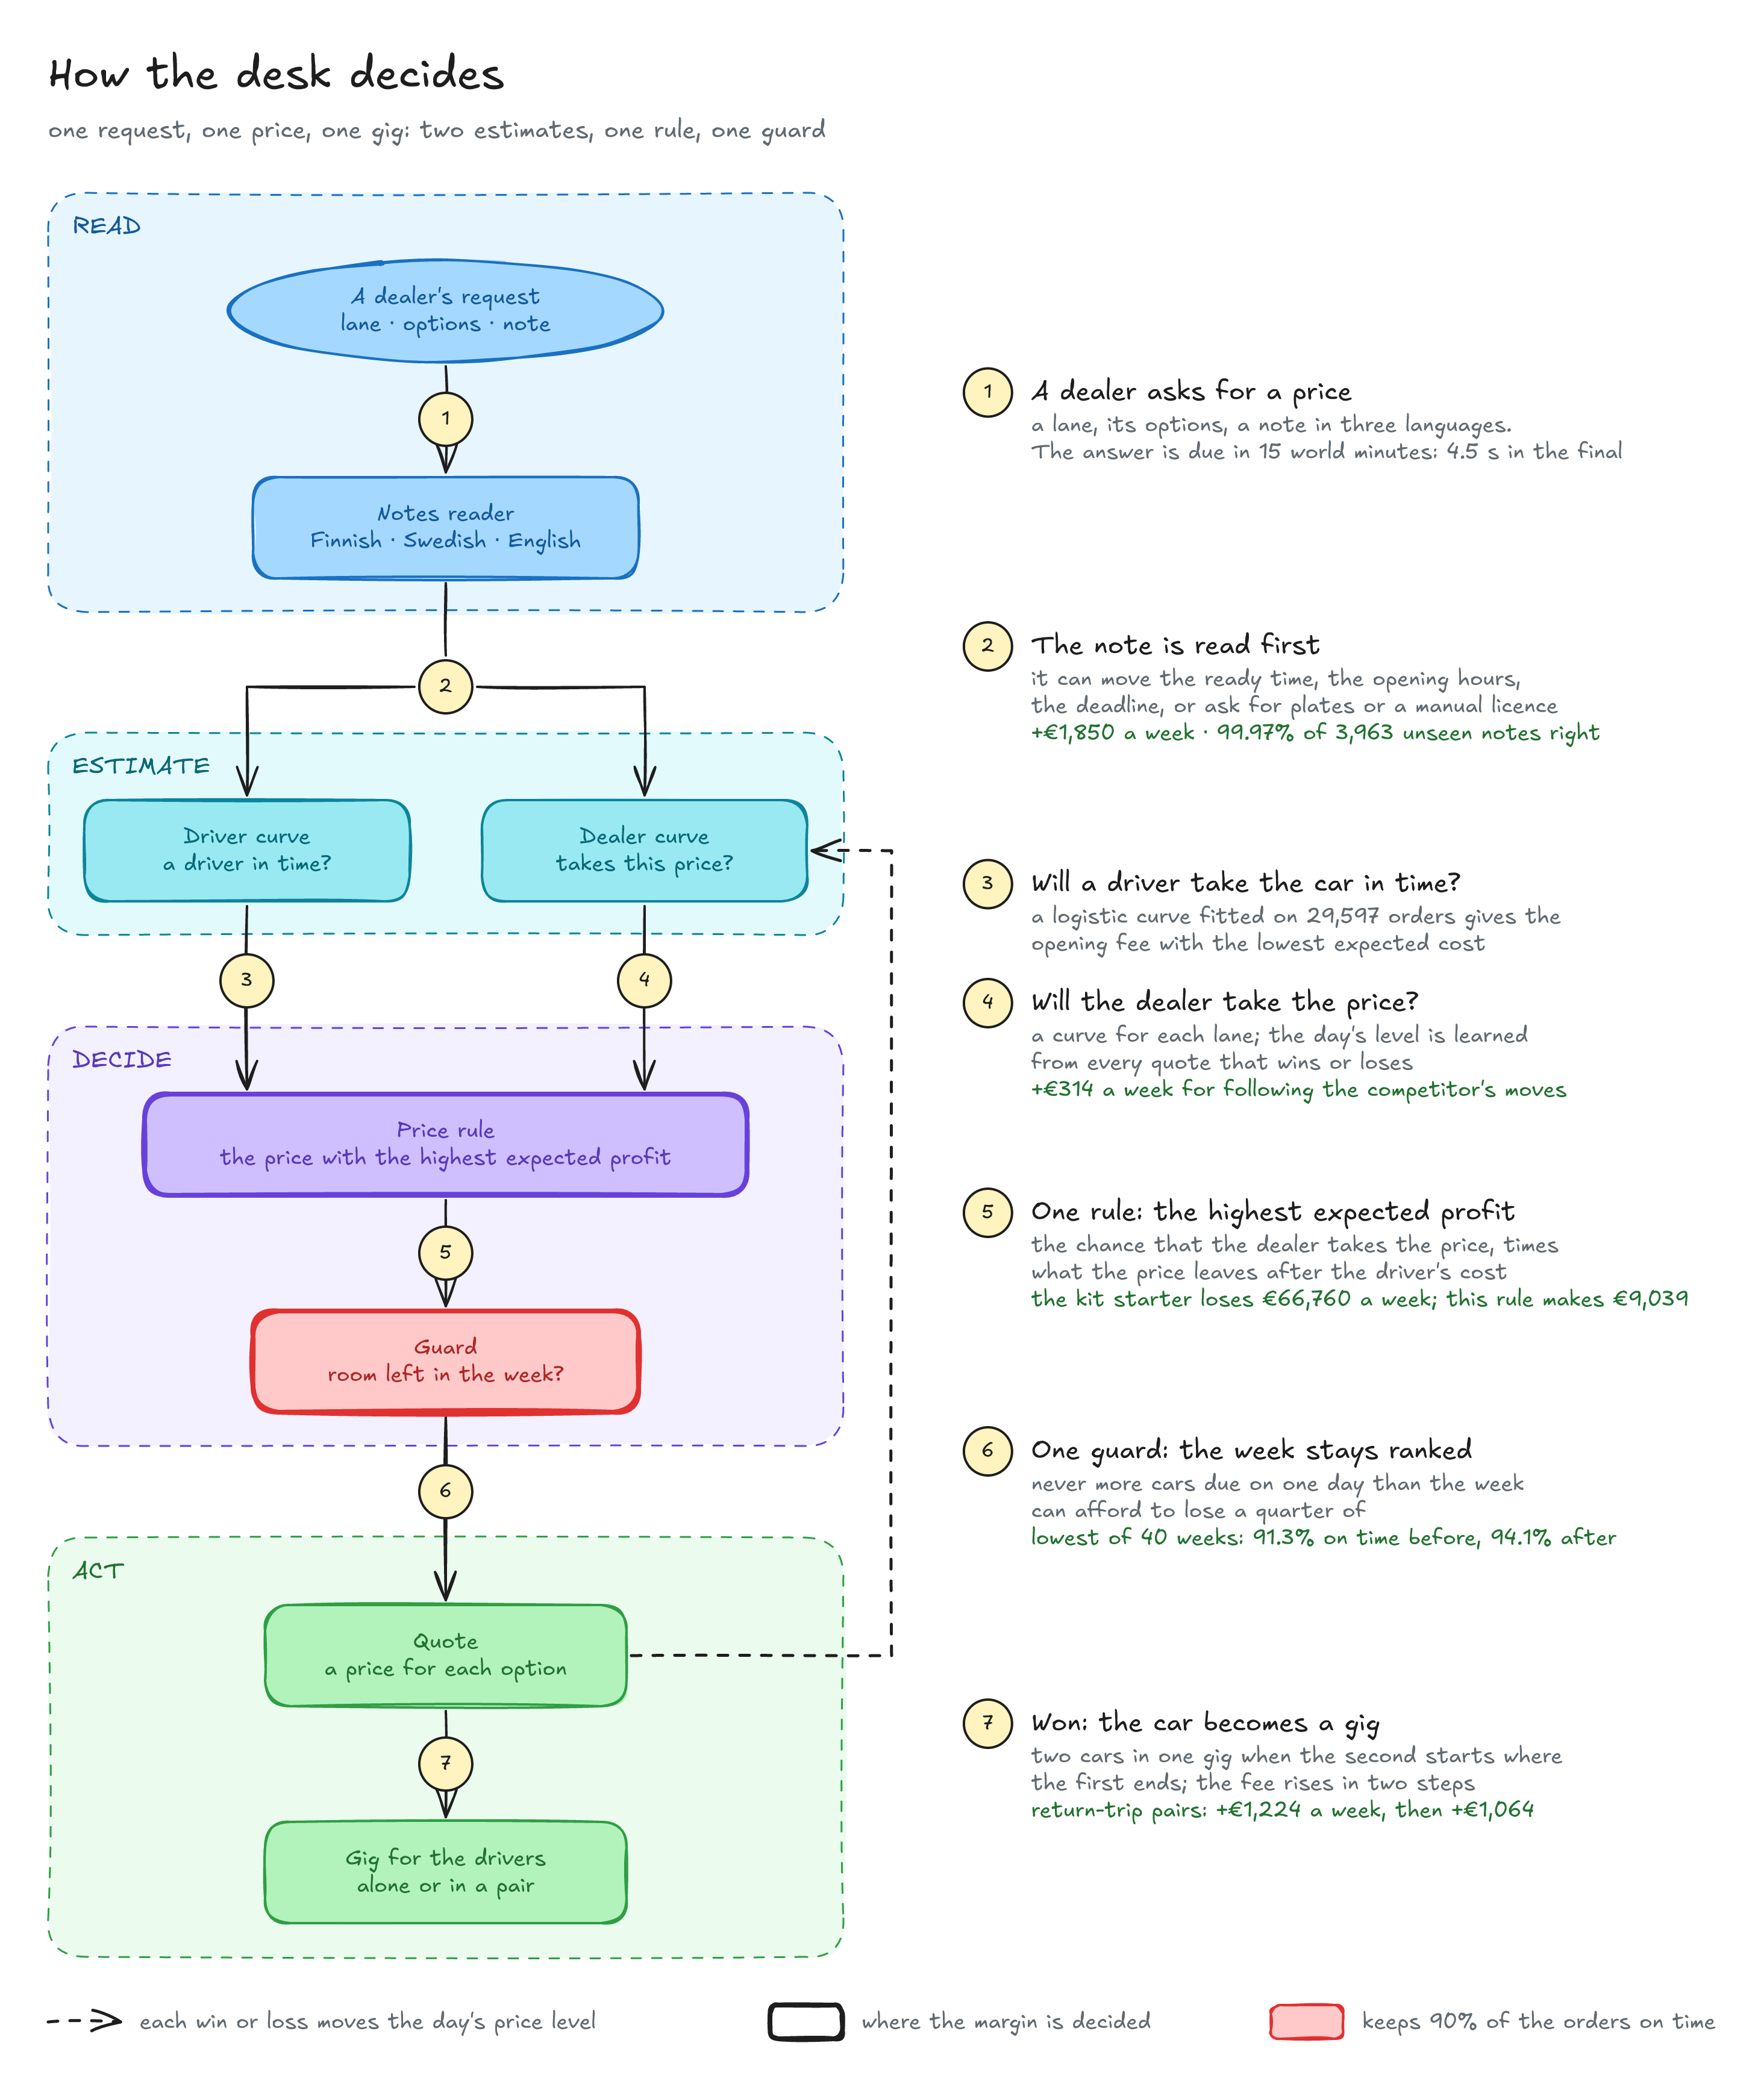 How the desk decides
one request, one price, one gig: two estimates, one rule, one guard
READ
A dealer's request
lane · options · note
1
Notes reader
Finnish · Swedish · English
2
ESTIMATE
Driver curve
a driver in time?
Dealer curve
takes this price?
3
4
DECIDE
Price rule
the price with the highest expected profit
5
Guard
room left in the week?
6
ACT
Quote
a price for each option
7
Gig for the drivers
alone or in a pair
1
A dealer asks for a price
a lane, its options, a note in three languages.
The answer is due in 15 world minutes: 4.5 s in the final
2
The note is read first
it can move the ready time, the opening hours,
the deadline, or ask for plates or a manual licence
+€1,850 a week · 99.97% of 3,963 unseen notes right
3
Will a driver take the car in time?
a logistic curve fitted on 29,597 orders gives the
opening fee with the lowest expected cost
4
Will the dealer take the price?
a curve for each lane; the day's level is learned
from every quote that wins or loses
+€314 a week for following the competitor's moves
5
One rule: the highest expected profit
the chance that the dealer takes the price, times
what the price leaves after the driver's cost
the kit starter loses €66,760 a week; this rule makes €9,039
6
One guard: the week stays ranked
never more cars due on one day than the week
can afford to lose a quarter of
lowest of 40 weeks: 91.3% on time before, 94.1% after
7
Won: the car becomes a gig
two cars in one gig when the second starts where
the first ends; the fee rises in two steps
return-trip pairs: +€1,224 a week, then +€1,064
each win or loss moves the day's price level
where the margin is decided
keeps 90% of the orders on time